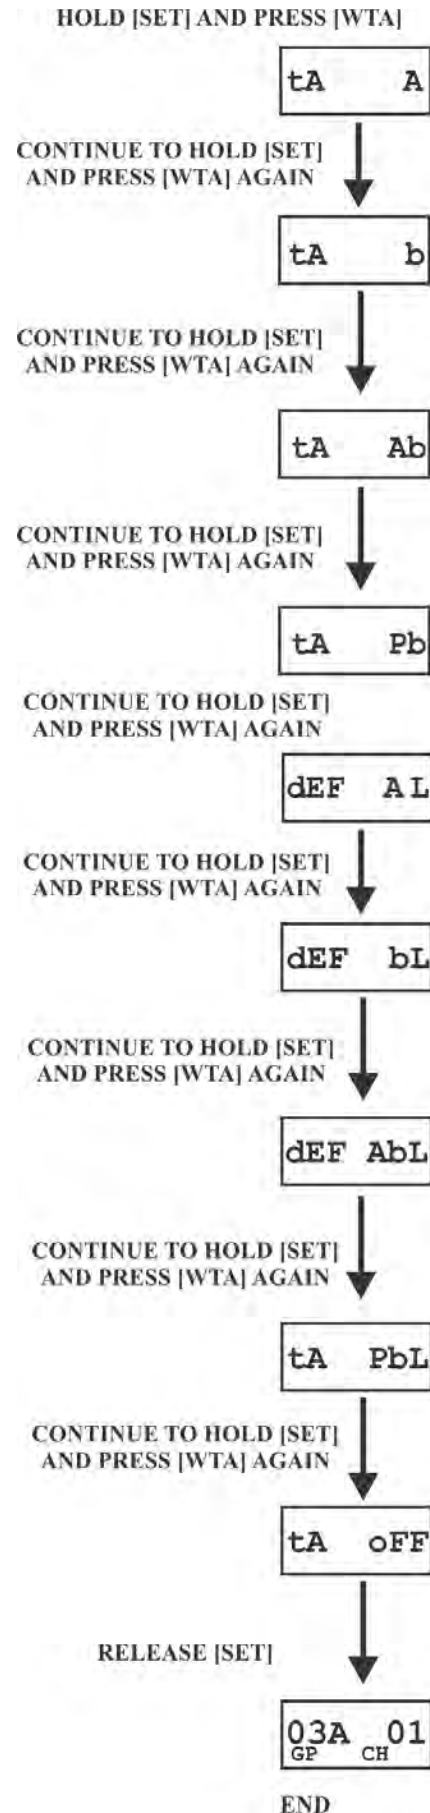 HOLD [SET] AND PRESS [WTA]
tA A
CONTINUE TO HOLD [SET]
AND PRESS [WTA] AGAIN
tA b
CONTINUE TO HOLD [SET]
AND PRESS [WTA] AGAIN
tA Ab
CONTINUE TO HOLD [SET]
AND PRESS [WTA] AGAIN
tA Pb
CONTINUE TO HOLD [SET]
AND PRESS [WTA] AGAIN
dEF A L
CONTINUE TO HOLD [SET]
AND PRESS [WTA] AGAIN
dEF bL
CONTINUE TO HOLD [SET]
AND PRESS [WTA] AGAIN
dEF AbL
CONTINUE TO HOLD [SET]
AND PRESS [WTA] AGAIN
tA PbL
CONTINUE TO HOLD [SET]
AND PRESS [WTA] AGAIN
tA oFF
RELEASE [SET]
03A 01
GP CH
END